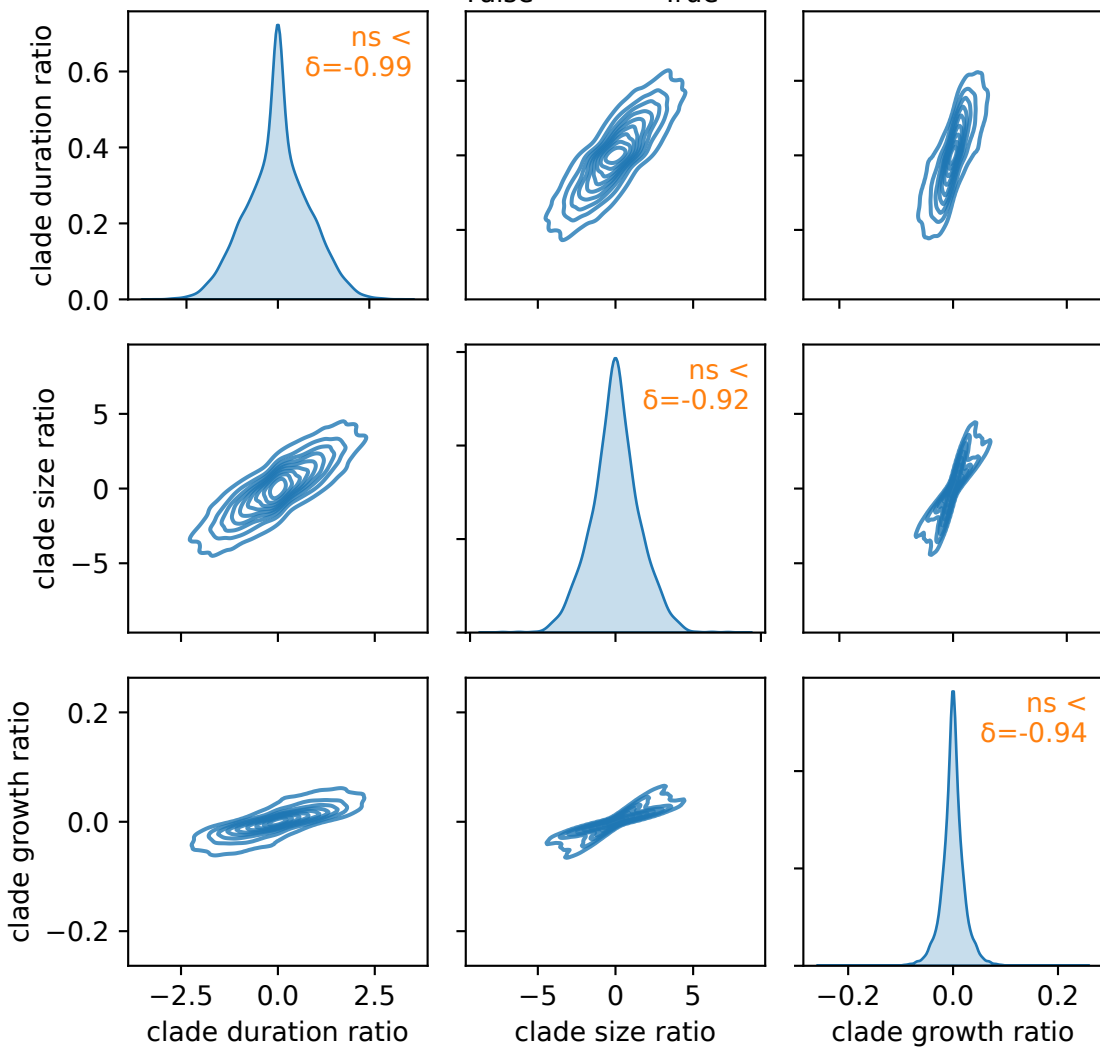 clade duration ratio
0.6
0.4
0.2
0.0
ns <
δ=-0.99
clade size ratio
5
0
−5
ns <
δ=-0.92
clade growth ratio
0.2
0.0
−0.2
ns <
δ=-0.94
−2.5 0.0 2.5
−5 0 5
−0.2 0.0 0.2
clade duration ratio
clade size ratio
clade growth ratio